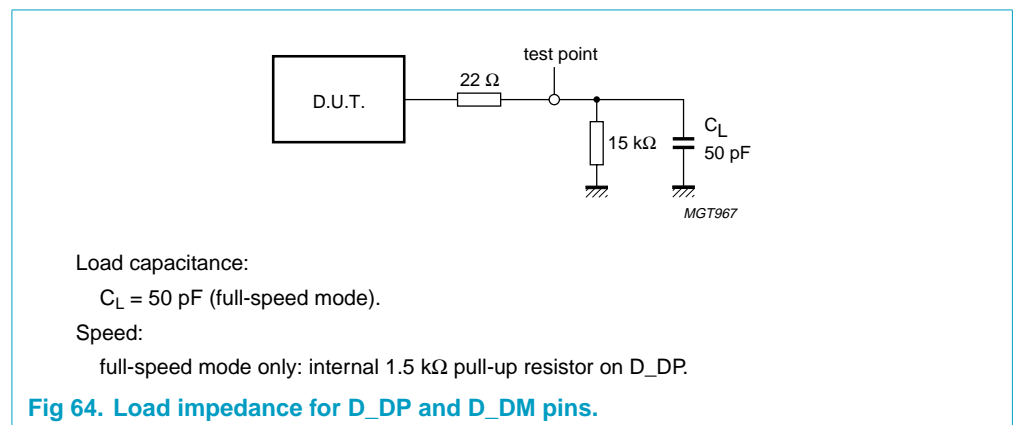 test point
22 Ω
D.U.T.
15 kΩ
C_L
50 pF
MGT967
Load capacitance:
C_L = 50 pF (full-speed mode).
Speed:
full-speed mode only: internal 1.5 kΩ pull-up resistor on D_DP.
Fig 64. Load impedance for D_DP and D_DM pins.